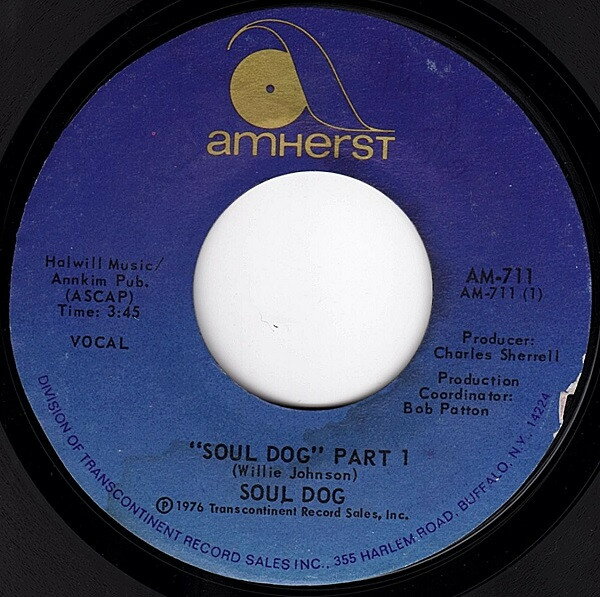 amHerST
Halwill Music/
Annkim Pub.
(ASCAP)
Time: 3:45
VOCAL
AM-711
AM-711 (1)
Producer:
Charles Sherrell
Production
Coordinator:
Bob Patton
"SOUL DOG" PART 1
(Willie Johnson)
SOUL DOG
Ⓟ 1976 Transcontinent Record Sales, Inc.
DIVISION OF TRANSCONTINENT RECORD SALES INC., 355 HARLEM ROAD, BUFFALO, N.Y. 14224